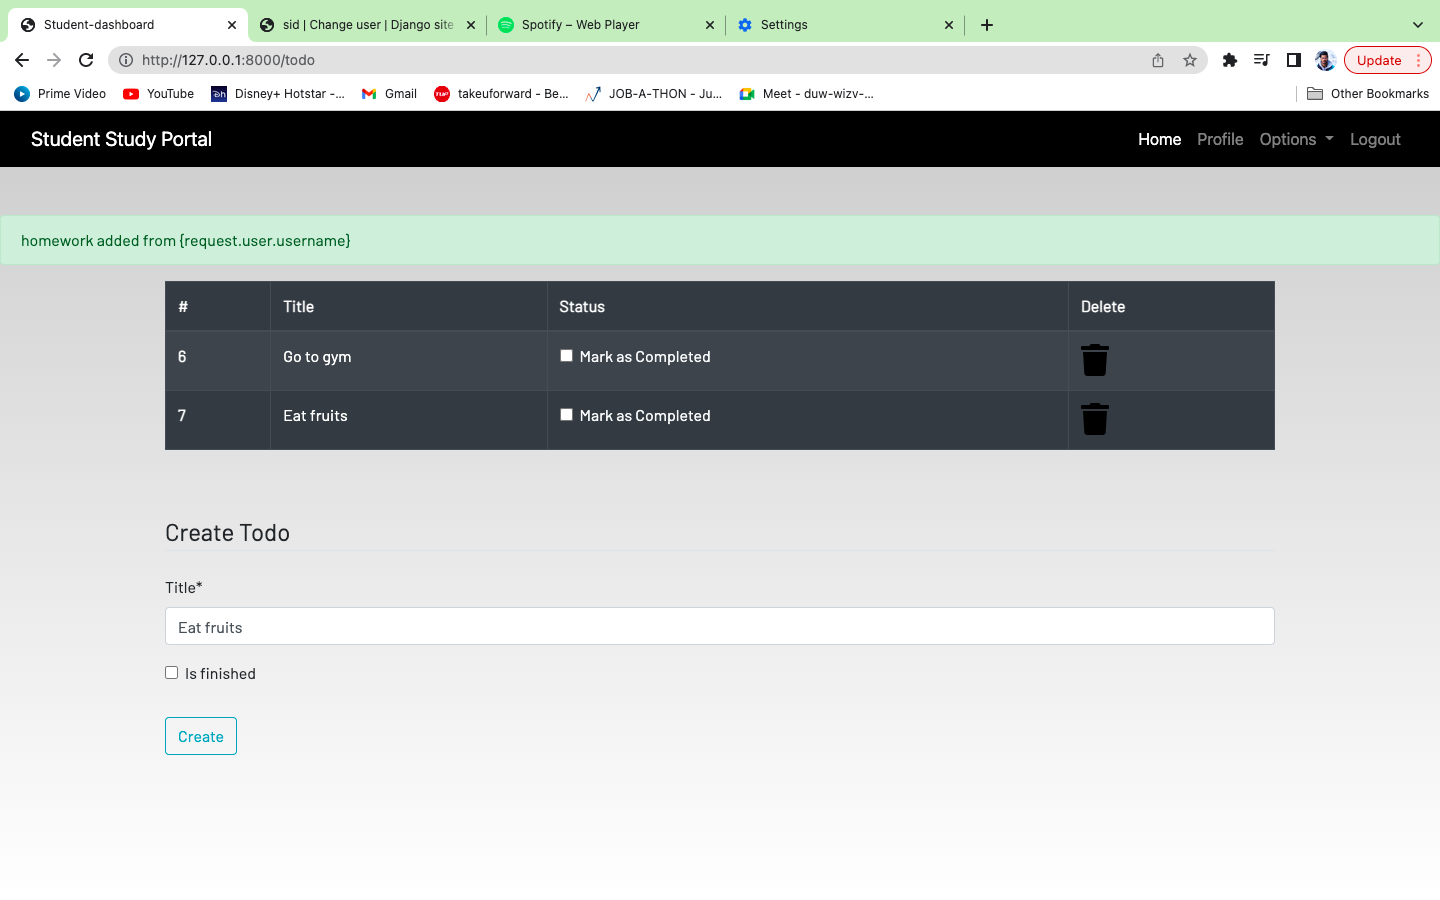 Student-dashboard
sid | Change user | Django site
Spotify – Web Player
Settings
http://127.0.0.1:8000/todo
Update
Prime Video
YouTube
Disney+ Hotstar -...
Gmail
takeuforward - Be...
JOB-A-THON - Ju...
Meet - duw-wizv-...
Other Bookmarks
Student Study Portal
Home
Profile
Options
Logout
homework added from {request.user.username}
# Title Status Delete
6 Go to gym Mark as Completed
7 Eat fruits Mark as Completed
Create Todo
Title*
Eat fruits
Is finished
Create